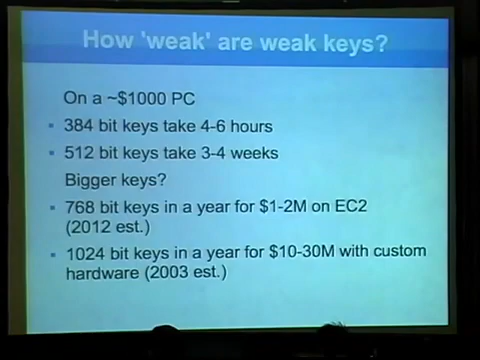 How 'weak' are weak keys?
On a ~$1000 PC
384 bit keys take 4-6 hours
512 bit keys take 3-4 weeks
Bigger keys?
768 bit keys in a year for $1-2M on EC2
(2012 est.)
1024 bit keys in a year for $10-30M with custom
hardware (2003 est.)